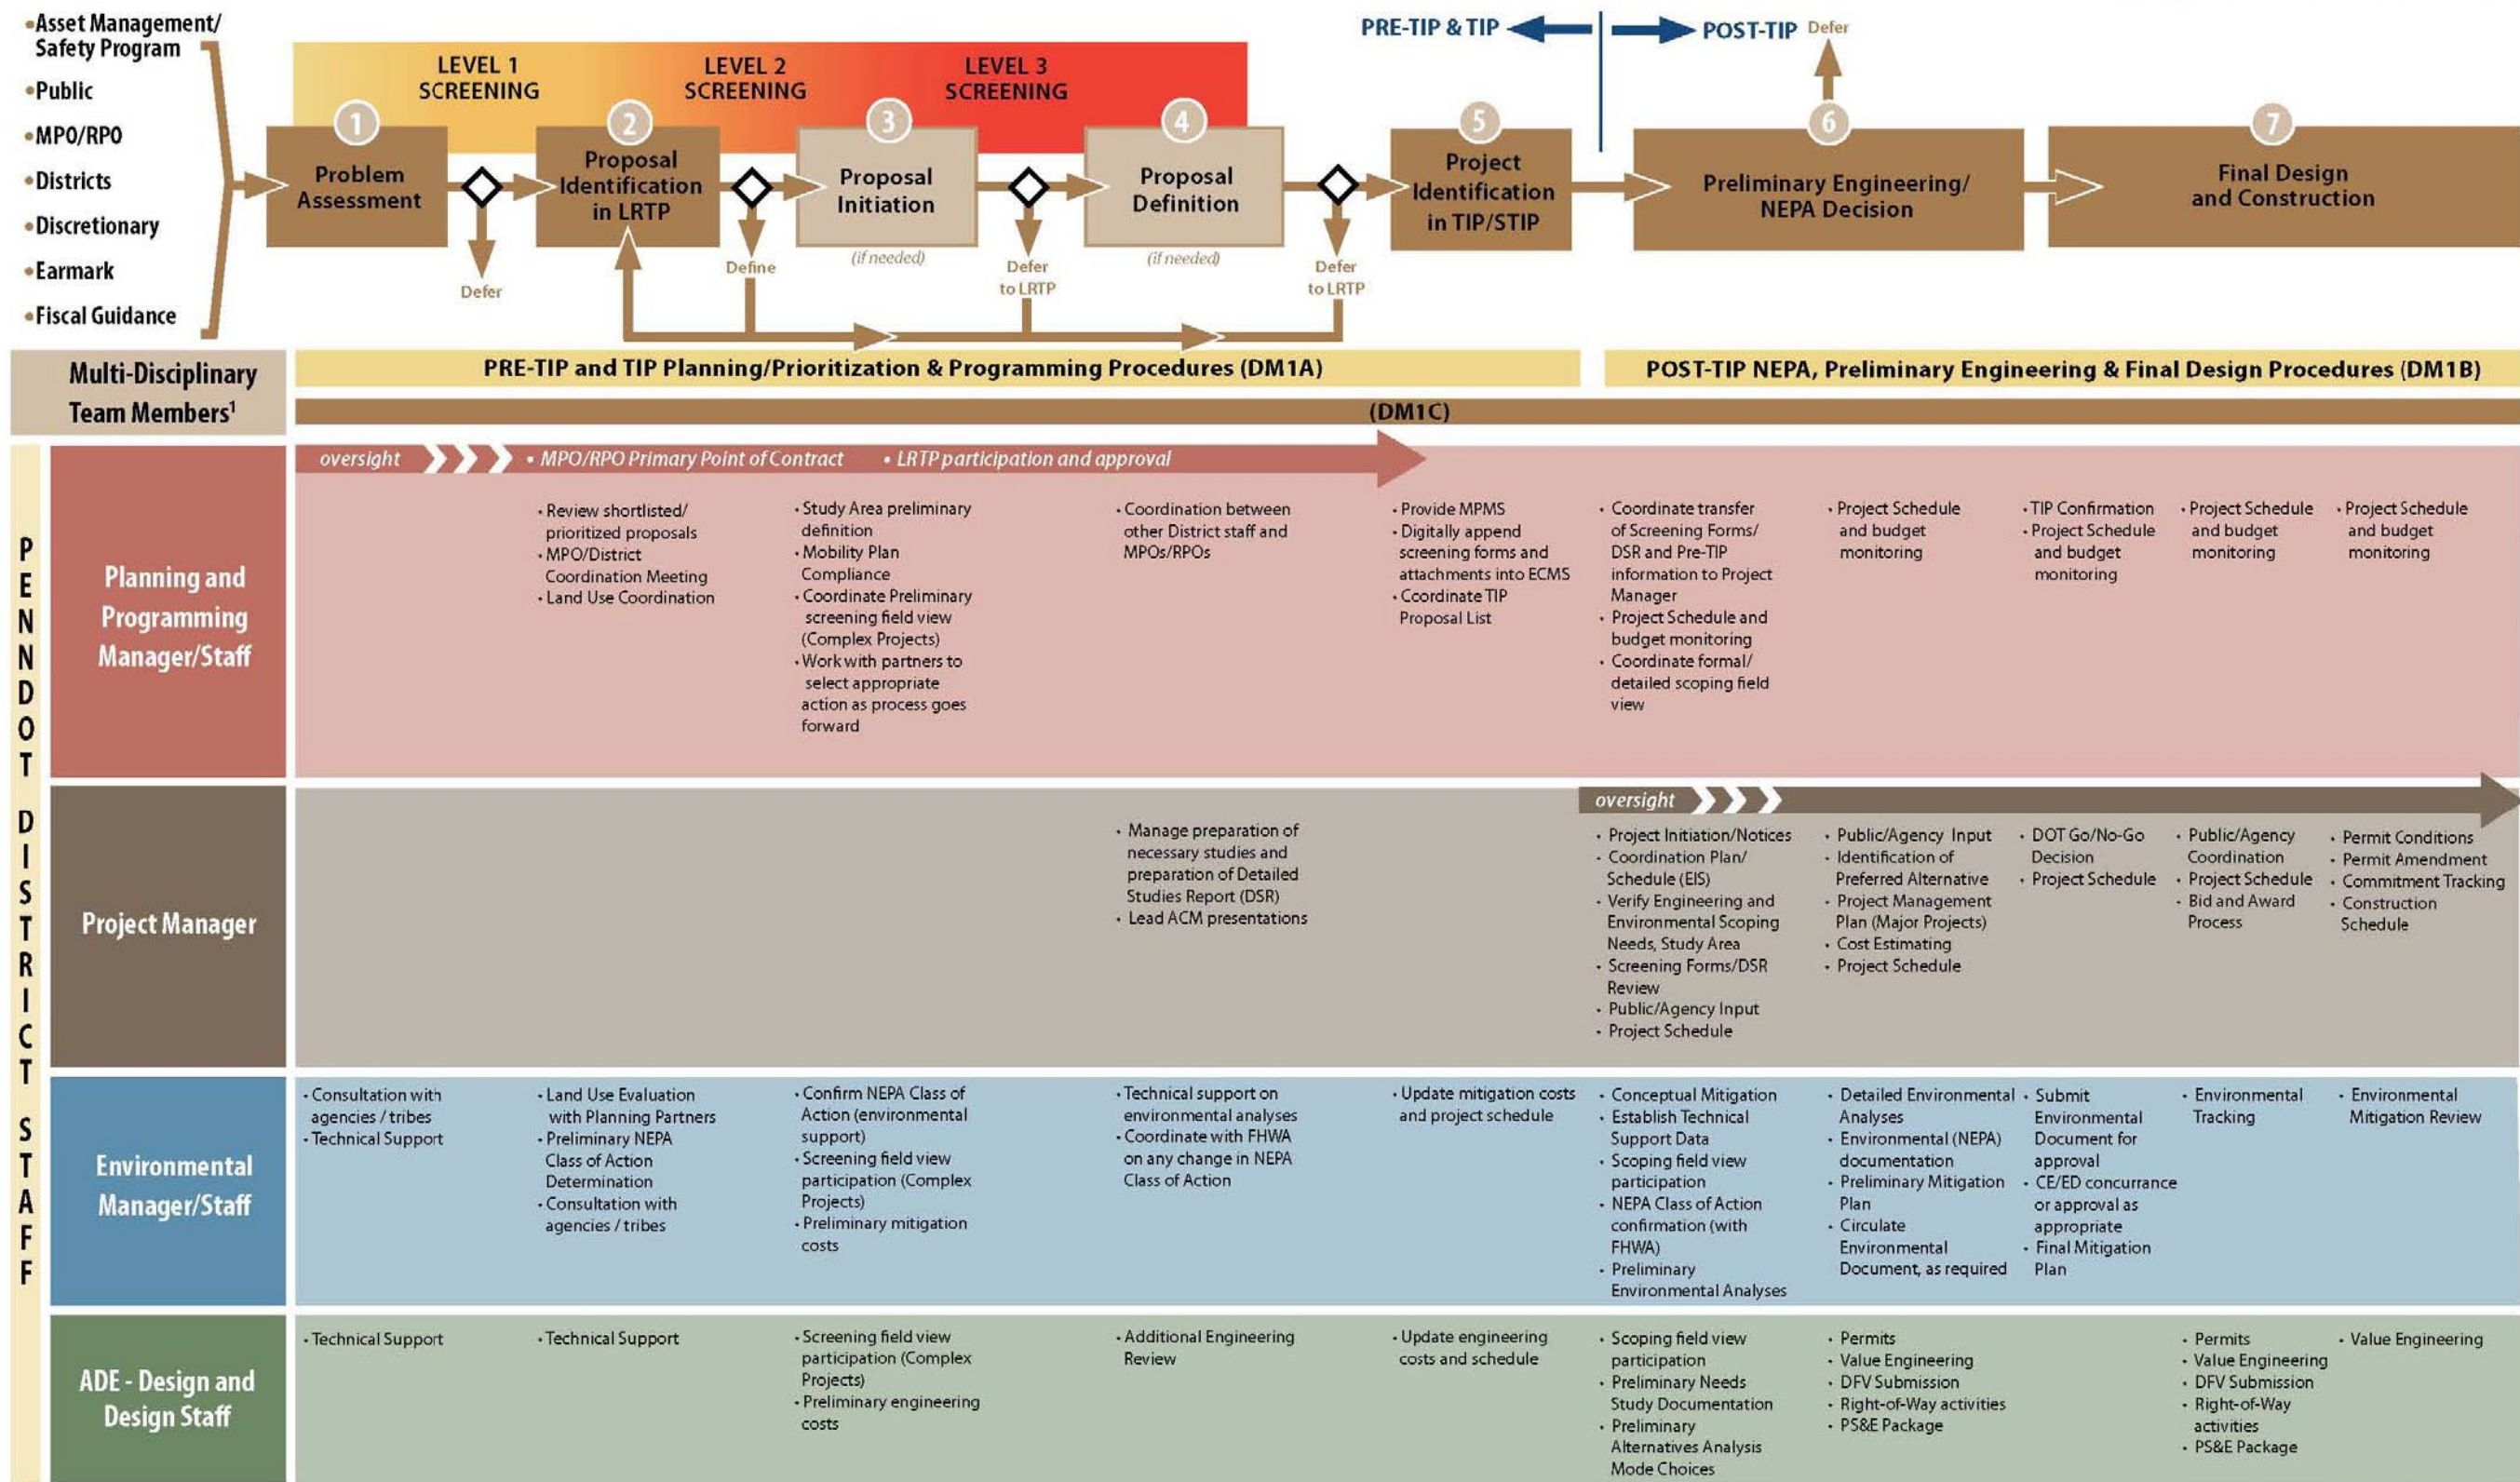 •Asset Management/
Safety Program
•Public
•MPO/RPO
•Districts
•Discretionary
•Earmark
•Fiscal Guidance
PRE-TIP & TIP
POST-TIP
Defer
LEVEL 1
SCREENING
LEVEL 2
SCREENING
LEVEL 3
SCREENING
1
Problem
Assessment
2
Proposal
Identification
in LRTP
3
Proposal
Initiation
(if needed)
4
Proposal
Definition
(if needed)
5
Project
Identification
in TIP/STIP
6
Preliminary Engineering/
NEPA Decision
7
Final Design
and Construction
Defer
Define
Defer
to LRTP
Defer
to LRTP
Multi-Disciplinary
Team Members1
PRE-TIP and TIP Planning/Prioritization & Programming Procedures (DM1A)
POST-TIP NEPA, Preliminary Engineering & Final Design Procedures (DM1B)
(DM1C)
PENNDOT DISTRICT STAFF
Planning and
Programming
Manager/Staff
oversight
• MPO/RPO Primary Point of Contract
• LRTP participation and approval
• Review shortlisted/
prioritized proposals
• MPO/District
Coordination Meeting
• Land Use Coordination
• Study Area preliminary
definition
• Mobility Plan
Compliance
• Coordinate Preliminary
screening field view
(Complex Projects)
• Work with partners to
select appropriate
action as process goes
forward
• Coordination between
other District staff and
MPOs/RPOs
• Provide MPMS
• Digitally append
screening forms and
attachments into ECMS
• Coordinate TIP
Proposal List
• Coordinate transfer
of Screening Forms/
DSR and Pre-TIP
information to Project
Manager
• Project Schedule and
budget monitoring
• Coordinate formal/
detailed scoping field
view
• Project Schedule
and budget
monitoring
• TIP Confirmation
• Project Schedule
and budget
monitoring
• Project Schedule
and budget
monitoring
• Project Schedule
and budget
monitoring
Project Manager
oversight
• Manage preparation of
necessary studies and
preparation of Detailed
Studies Report (DSR)
• Lead ACM presentations
• Project Initiation/Notices
• Coordination Plan/
Schedule (EIS)
• Verify Engineering and
Environmental Scoping
Needs, Study Area
• Screening Forms/DSR
Review
• Public/Agency Input
• Project Schedule
• Public/Agency Input
• Identification of
Preferred Alternative
• Project Management
Plan (Major Projects)
• Cost Estimating
• Project Schedule
• DOT Go/No-Go
Decision
• Project Schedule
• Public/Agency
Coordination
• Project Schedule
• Bid and Award
Process
• Permit Conditions
• Permit Amendment
• Commitment Tracking
• Construction
Schedule
Environmental
Manager/Staff
• Consultation with
agencies / tribes
• Technical Support
• Land Use Evaluation
with Planning Partners
• Preliminary NEPA
Class of Action
Determination
• Consultation with
agencies / tribes
• Confirm NEPA Class of
Action (environmental
support)
• Screening field view
participation (Complex
Projects)
• Preliminary mitigation
costs
• Technical support on
environmental analyses
• Coordinate with FHWA
on any change in NEPA
Class of Action
• Update mitigation costs
and project schedule
• Conceptual Mitigation
• Establish Technical
Support Data
• Scoping field view
participation
• NEPA Class of Action
confirmation (with
FHWA)
• Preliminary
Environmental Analyses
• Detailed Environmental
Analyses
• Environmental (NEPA)
documentation
• Preliminary Mitigation
Plan
• Circulate
Environmental
Document, as required
• Submit
Environmental
Document for
approval
• CE/ED concurrance
or approval as
appropriate
• Final Mitigation
Plan
• Environmental
Tracking
• Environmental
Mitigation Review
ADE - Design and
Design Staff
• Technical Support
• Technical Support
• Screening field view
participation (Complex
Projects)
• Preliminary engineering
costs
• Additional Engineering
Review
• Update engineering
costs and schedule
• Scoping field view
participation
• Preliminary Needs
Study Documentation
• Preliminary
Alternatives Analysis
Mode Choices
• Permits
• Value Engineering
• DFV Submission
• Right-of-Way activities
• PS&E Package
• Permits
• Value Engineering
• DFV Submission
• Right-of-Way
activities
• PS&E Package
• Value Engineering